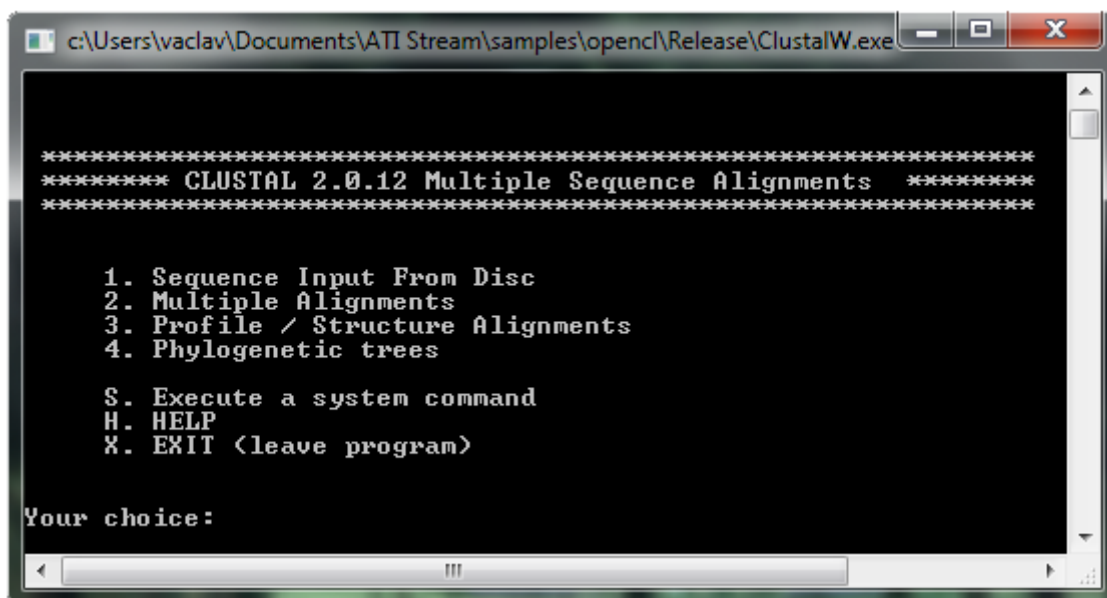 c:\Users\vaclav\Documents\ATI Stream\samples\opencl\Release\ClustalW.exe
**************************************************************
******** CLUSTAL 2.0.12 Multiple Sequence Alignments  ********
**************************************************************
1. Sequence Input From Disc
2. Multiple Alignments
3. Profile / Structure Alignments
4. Phylogenetic trees
S. Execute a system command
H. HELP
X. EXIT (leave program)
Your choice: